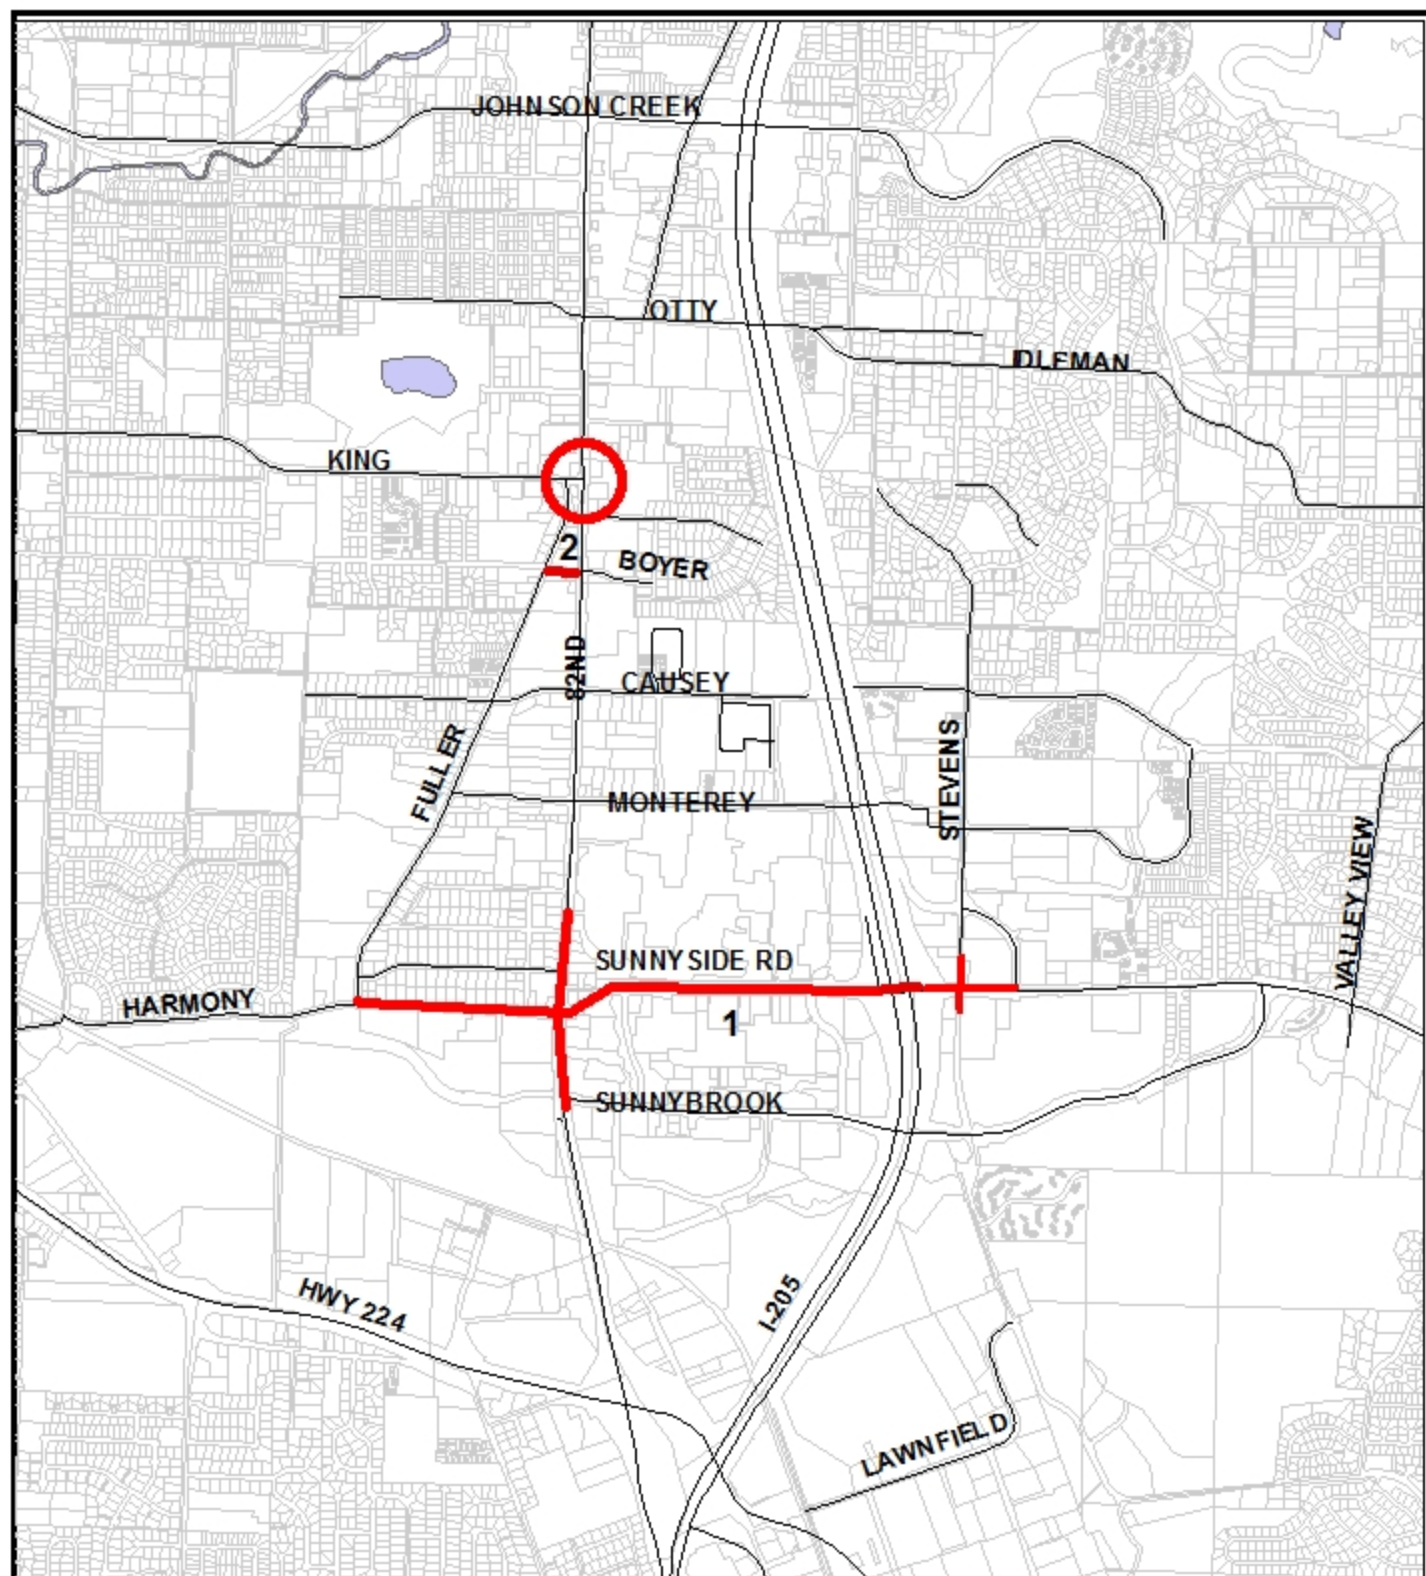 JOHNSON CREEK
OTTY
IDLEMAN
KING
2
BOYER
82ND
CAUSEY
FULLER
STEVENS
MONTEREY
VALLEY VIEW
SUNNYSIDE RD
HARMONY
1
SUNNYBROOK
HWY 224
I-205
LAWNFIELD